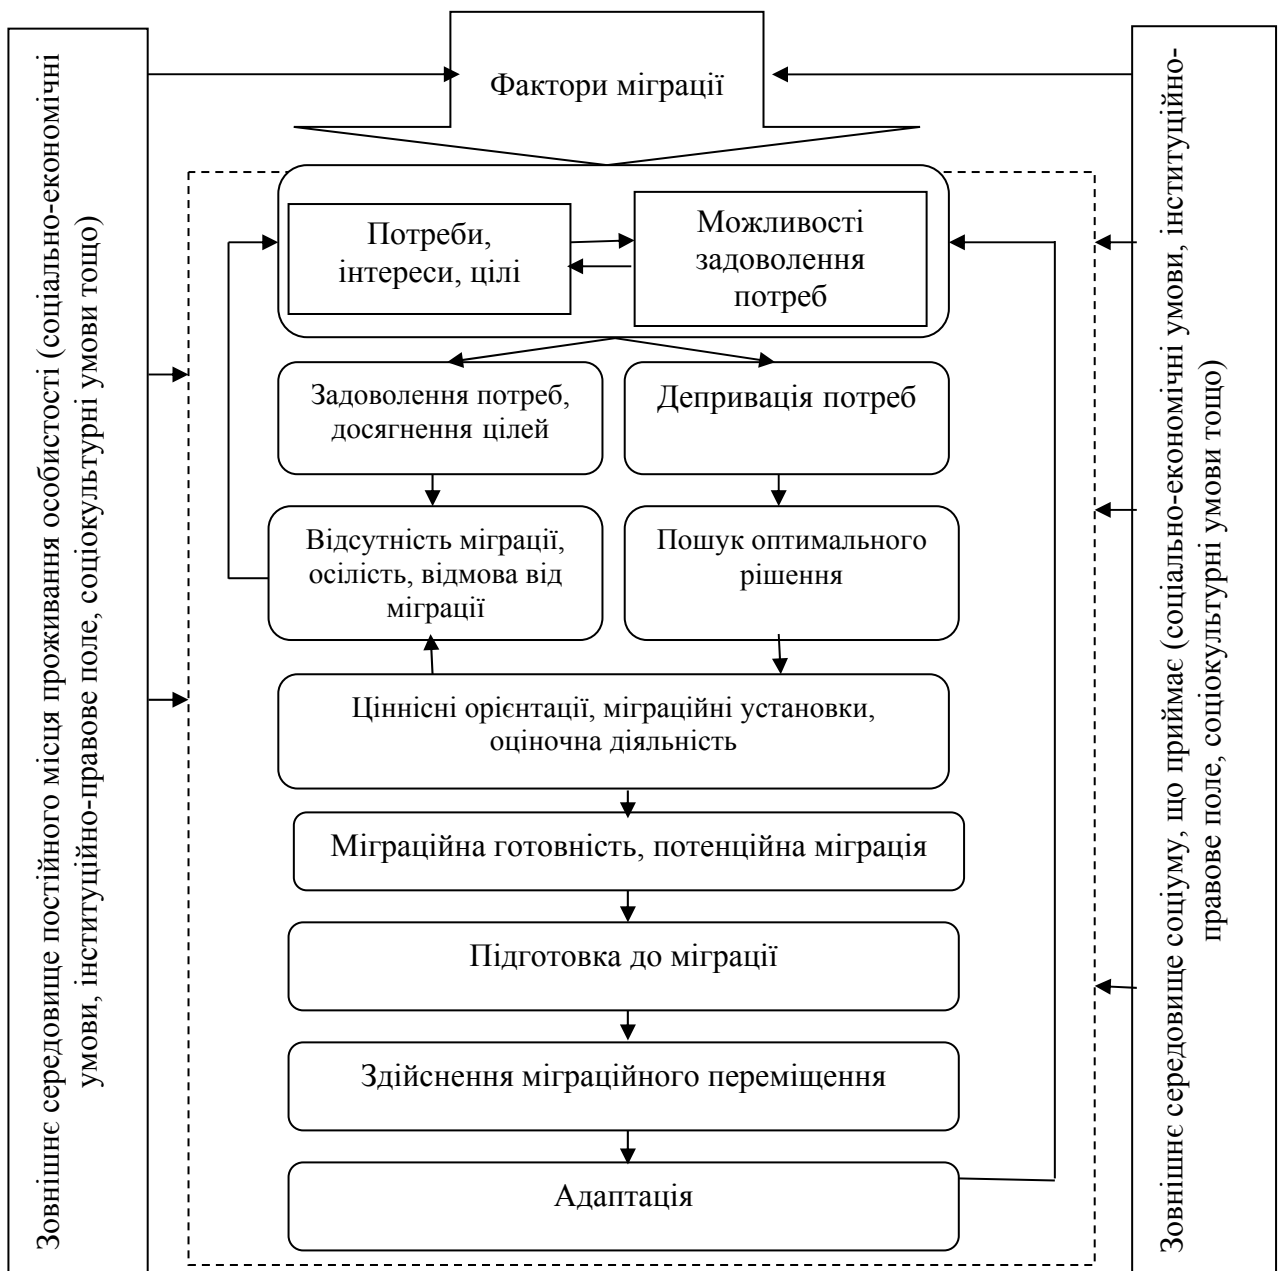 Зовнішнє середовище постійного місця проживання особистості (соціально-економічні
умови, інституційно-правове поле, соціокультурні умови тощо)
Фактори міграції
Потреби,
інтереси, цілі
Можливості
задоволення
потреб
Задоволення потреб,
досягнення цілей
Депривація потреб
Відсутність міграції,
осілість, відмова від
міграції
Пошук оптимального
рішення
Ціннісні орієнтації, міграційні установки,
оціночна діяльність
Міграційна готовність, потенційна міграція
Підготовка до міграції
Здійснення міграційного переміщення
Адаптація
Зовнішнє середовище соціуму, що приймає (соціально-економічні умови, інституційно-
правове поле, соціокультурні умови тощо)